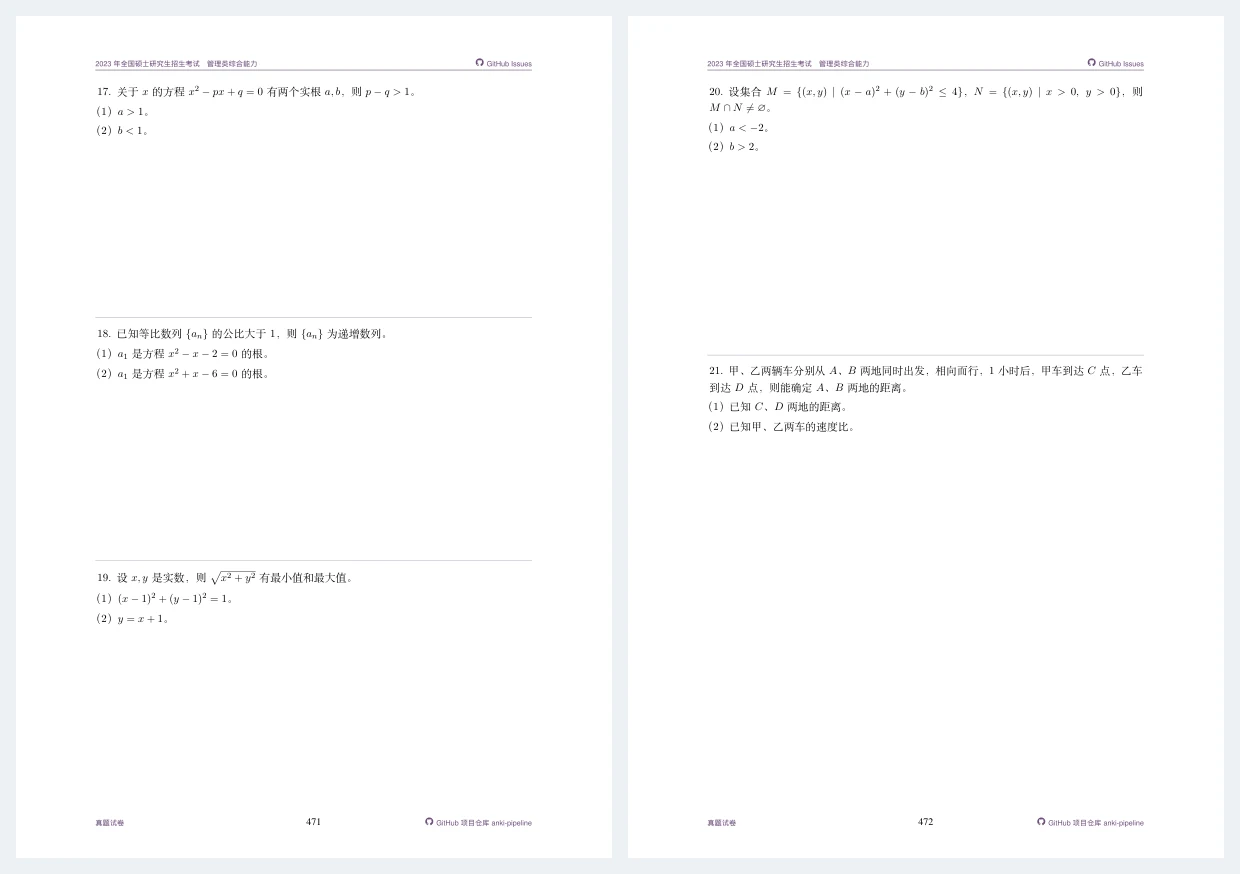 2023 年全国硕士研究生招生考试　管理类综合能力
GitHub Issues
17. 关于 x 的方程 x² − px + q = 0 有两个实根 a, b，则 p − q > 1。
（1）a > 1。
（2）b < 1。
18. 已知等比数列 {aₙ} 的公比大于 1，则 {aₙ} 为递增数列。
（1）a₁ 是方程 x² − x − 2 = 0 的根。
（2）a₁ 是方程 x² + x − 6 = 0 的根。
19. 设 x, y 是实数，则 √(x² + y²) 有最小值和最大值。
（1）(x − 1)² + (y − 1)² = 1。
（2）y = x + 1。
真题试卷
471
GitHub 项目仓库 anki-pipeline
2023 年全国硕士研究生招生考试　管理类综合能力
GitHub Issues
20. 设集合 M = {(x, y) | (x − a)² + (y − b)² ≤ 4}，N = {(x, y) | x > 0, y > 0}，则
M ∩ N ≠ ∅。
（1）a < −2。
（2）b > 2。
21. 甲、乙两辆车分别从 A、B 两地同时出发，相向而行，1 小时后，甲车到达 C 点，乙车
到达 D 点，则能确定 A、B 两地的距离。
（1）已知 C、D 两地的距离。
（2）已知甲、乙两车的速度比。
真题试卷
472
GitHub 项目仓库 anki-pipeline